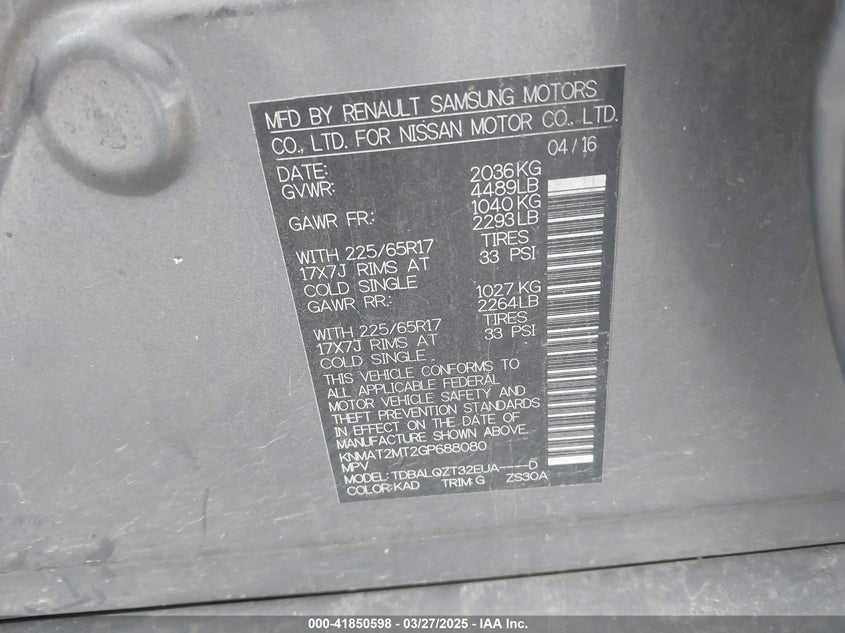 MFD BY RENAULT SAMSUNG MOTORS
CO., LTD. FOR NISSAN MOTOR CO., LTD.
DATE: 04/16
GVWR: 2036KG
4489LB
GAWR FR: 1040 KG
2293LB
WITH 225/65R17 TIRES
17X7J RIMS AT 33 PSI
COLD SINGLE
GAWR RR: 1027 KG
2264LB
WITH 225/65R17 TIRES
17X7J RIMS AT 33 PSI
COLD SINGLE
THIS VEHICLE CONFORMS TO
ALL APPLICABLE FEDERAL
MOTOR VEHICLE SAFETY AND
THEFT PREVENTION STANDARDS
IN EFFECT ON THE DATE OF
MANUFACTURE SHOWN ABOVE.
KNMAT2MT2GP688080
MPV
MODEL: TDBALQZT32EUA----D
COLOR: KAD TRIM: G ZS30A
000-41850598 - 03/27/2025 - IAA Inc.